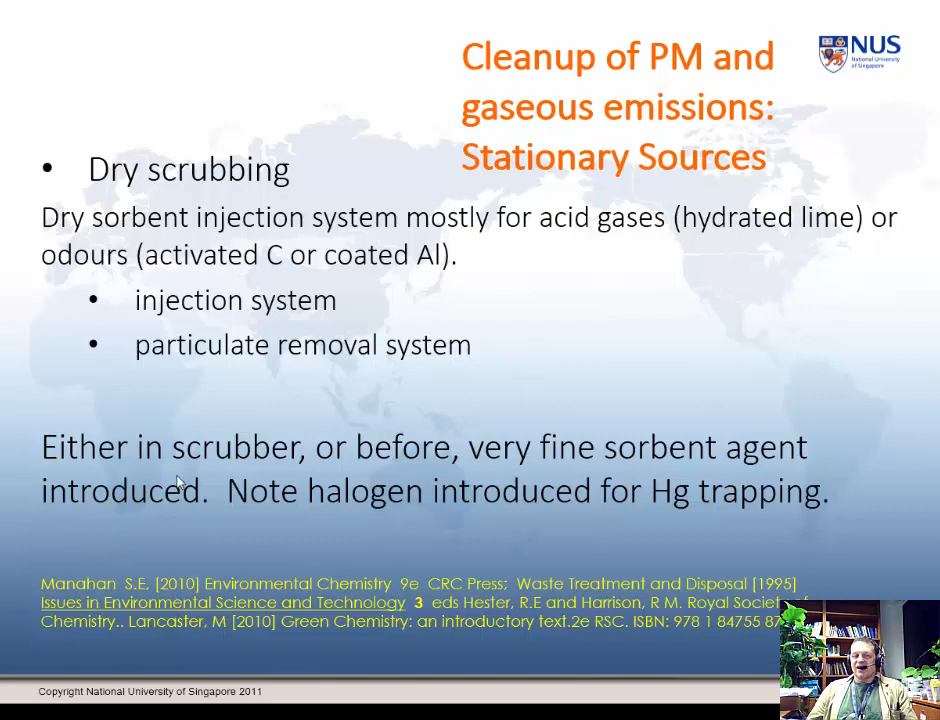 Cleanup of PM and
gaseous emissions:
Stationary Sources
NUS
National University
of Singapore
• Dry scrubbing
Dry sorbent injection system mostly for acid gases (hydrated lime) or
odours (activated C or coated Al).
• injection system
• particulate removal system
Either in scrubber, or before, very fine sorbent agent
introduced. Note halogen introduced for Hg trapping.
Manahan S.E, [2010] Environmental Chemistry 9e CRC Press; Waste Treatment and Disposal [1995]
Issues in Environmental Science and Technology 3 eds Hester, R.E and Harrison, R M. Royal Society of
Chemistry.. Lancaster, M [2010] Green Chemistry: an introductory text.2e RSC. ISBN: 978 1 84755 87
Copyright National University of Singapore 2011